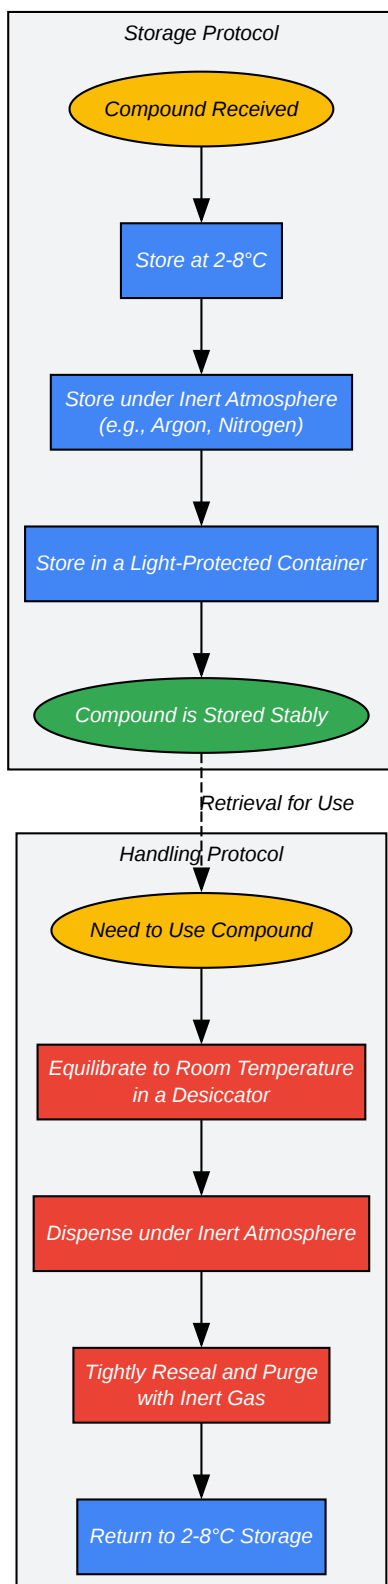 Storage Protocol
Compound Received
Store at 2-8°C
Store under Inert Atmosphere
(e.g., Argon, Nitrogen)
Store in a Light-Protected Container
Compound is Stored Stably
Retrieval for Use
Handling Protocol
Need to Use Compound
Equilibrate to Room Temperature
in a Desiccator
Dispense under Inert Atmosphere
Tightly Reseal and Purge
with Inert Gas
Return to 2-8°C Storage